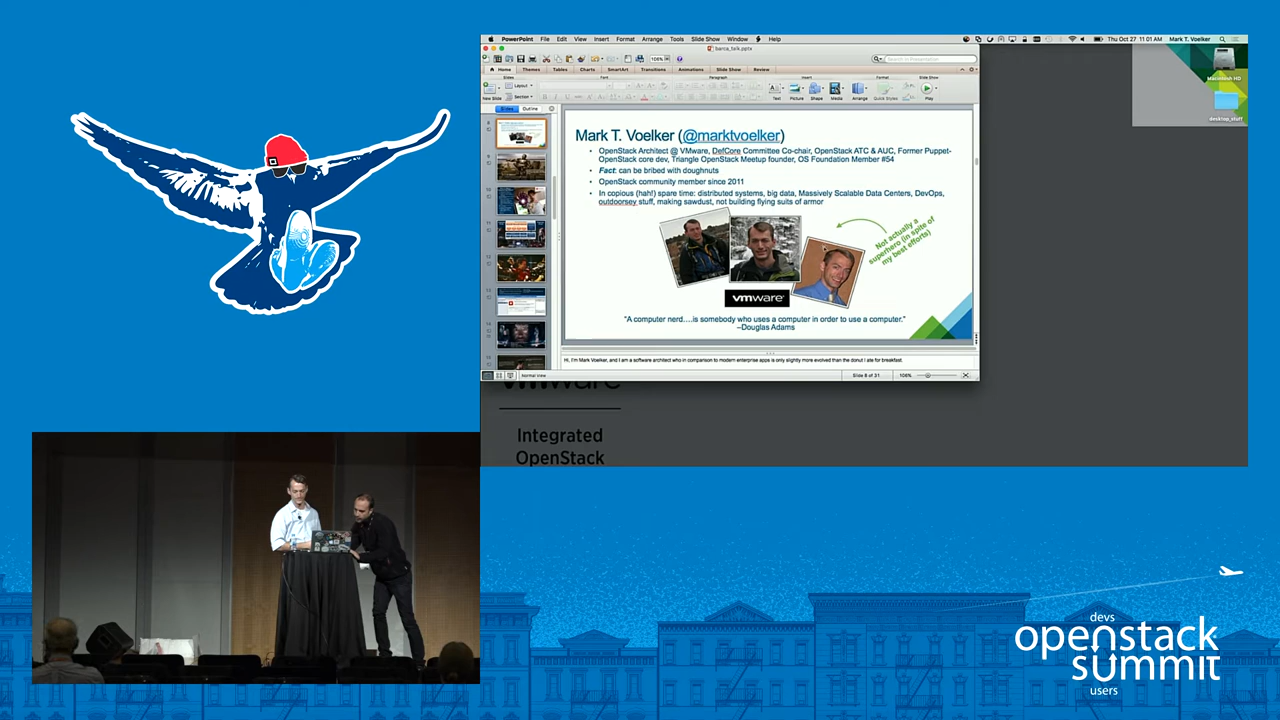 PowerPoint File Edit View Insert Format Arrange Tools Slide Show Window Help
Thu Oct 27 11:01 AM Mark T. Voelker
barca_talk.pptx
108%
Search in Presentation
Home Themes Tables Charts SmartArt Transitions Animations Slide Show Review
Slides Font Paragraph Insert Format Slide Show
New Slide Layout Section Text Picture Shape Media Arrange Quick Styles Play
Slides Outline
Macintosh HD
desktop_stuff
Mark T. Voelker (@marktvoelker)
• OpenStack Architect @ VMware, DefCore Committee Co-chair, OpenStack ATC & AUC, Former Puppet-
OpenStack core dev, Triangle OpenStack Meetup founder, OS Foundation Member #54
• Fact: can be bribed with doughnuts
• OpenStack community member since 2011
• In copious (hah!) spare time: distributed systems, big data, Massively Scalable Data Centers, DevOps,
outdoorsey stuff, making sawdust, not building flying suits of armor
Not actually a
superhero (in spite of
my best efforts)
vmware
"A computer nerd....is somebody who uses a computer in order to use a computer."
–Douglas Adams
Hi, I'm Mark Voelker, and I am a software architect who in comparison to modern enterprise apps is only slightly more evolved than the donut I ate for breakfast.
Normal View Slide 8 of 31 108%
vmware
Integrated
OpenStack
devs
openstack
summit
users